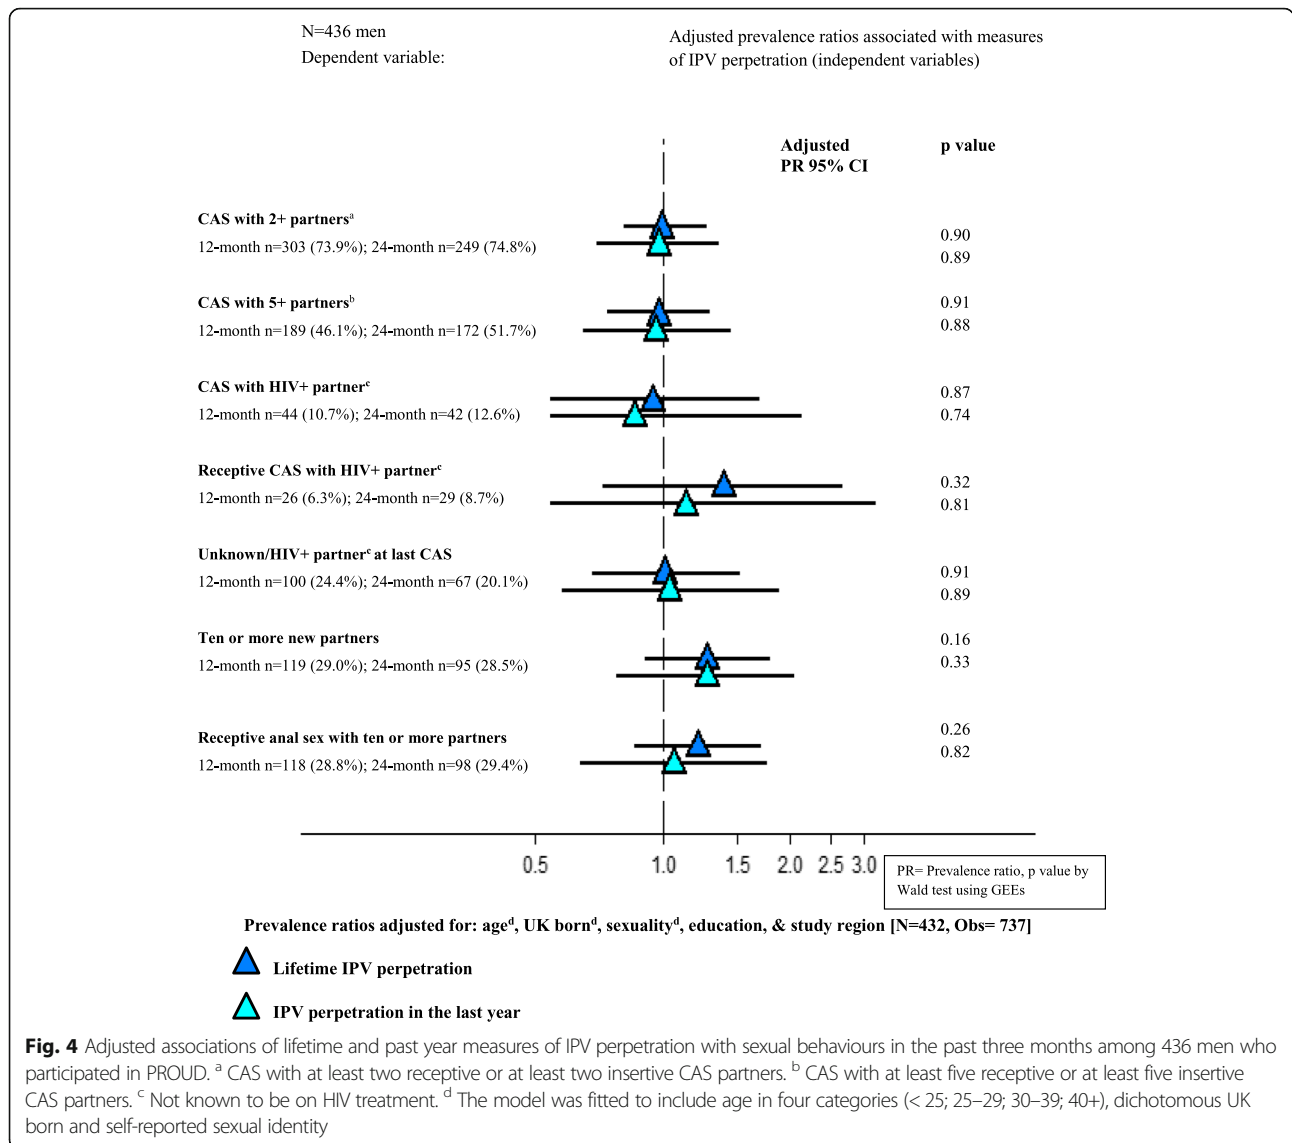 N=436 men
Dependent variable:
Adjusted prevalence ratios associated with measures
of IPV perpetration (independent variables)
Adjusted
PR 95% CI
p value
CAS with 2+ partnersᵃ
12-month n=303 (73.9%); 24-month n=249 (74.8%)
0.90
0.89
CAS with 5+ partnersᵇ
12-month n=189 (46.1%); 24-month n=172 (51.7%)
0.91
0.88
CAS with HIV+ partnerᶜ
12-month n=44 (10.7%); 24-month n=42 (12.6%)
0.87
0.74
Receptive CAS with HIV+ partnerᶜ
12-month n=26 (6.3%); 24-month n=29 (8.7%)
0.32
0.81
Unknown/HIV+ partnerᶜ at last CAS
12-month n=100 (24.4%); 24-month n=67 (20.1%)
0.91
0.89
Ten or more new partners
12-month n=119 (29.0%); 24-month n=95 (28.5%)
0.16
0.33
Receptive anal sex with ten or more partners
12-month n=118 (28.8%); 24-month n=98 (29.4%)
0.26
0.82
0.5 1.0 1.5 2.0 2.5 3.0
PR= Prevalence ratio, p value by
Wald test using GEEs
Prevalence ratios adjusted for: ageᵈ, UK bornᵈ, sexualityᵈ, education, & study region [N=432, Obs= 737]
Lifetime IPV perpetration
IPV perpetration in the last year
Fig. 4 Adjusted associations of lifetime and past year measures of IPV perpetration with sexual behaviours in the past three months among 436 men who
participated in PROUD. ᵃ CAS with at least two receptive or at least two insertive CAS partners. ᵇ CAS with at least five receptive or at least five insertive
CAS partners. ᶜ Not known to be on HIV treatment. ᵈ The model was fitted to include age in four categories (< 25; 25–29; 30–39; 40+), dichotomous UK
born and self-reported sexual identity